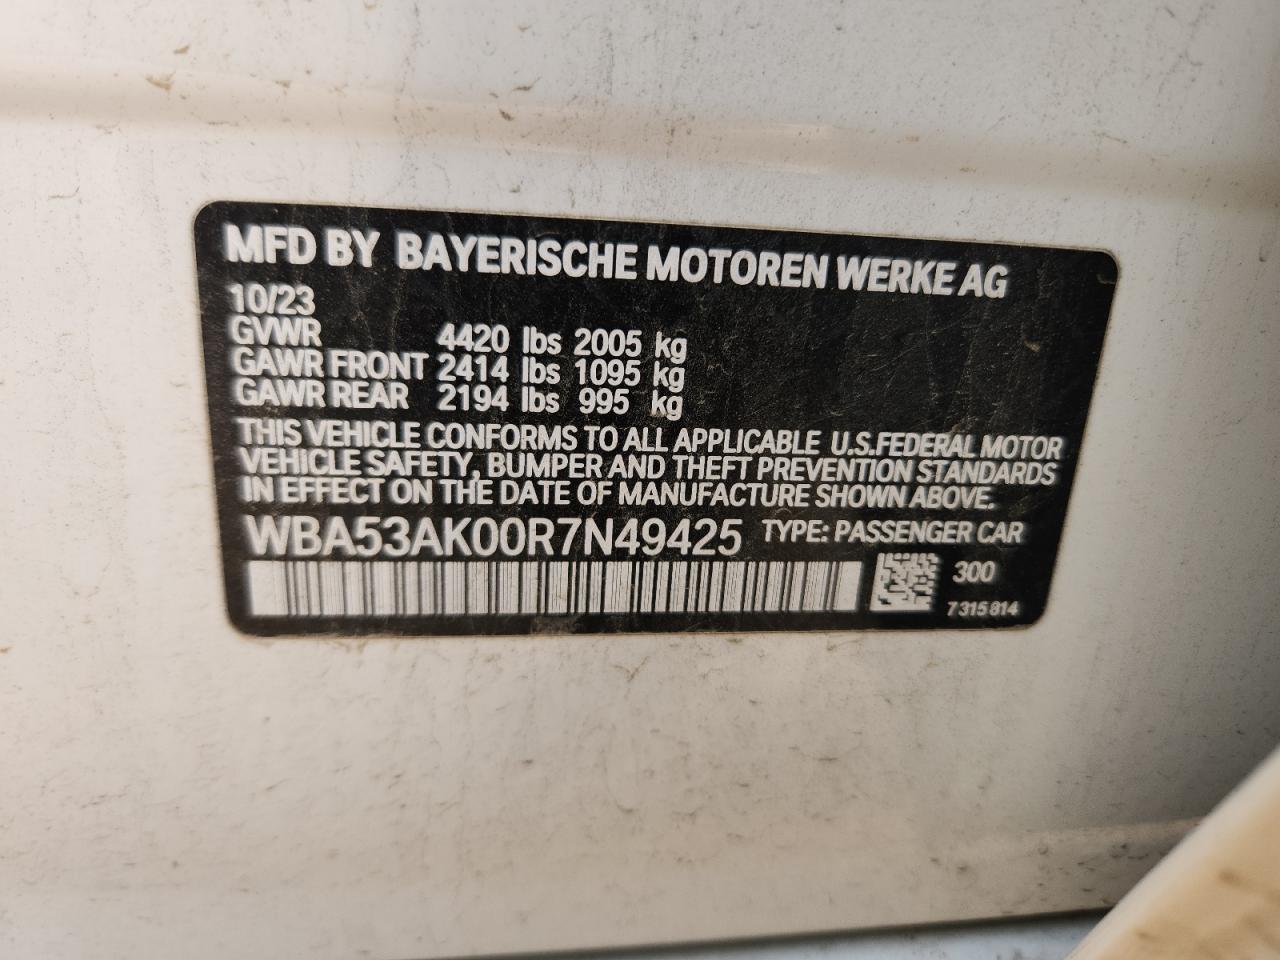 MFD BY BAYERISCHE MOTOREN WERKE AG
10/23
GVWR 4420 lbs 2005 kg
GAWR FRONT 2414 lbs 1095 kg
GAWR REAR 2194 lbs 995 kg
THIS VEHICLE CONFORMS TO ALL APPLICABLE U.S.FEDERAL MOTOR
VEHICLE SAFETY, BUMPER AND THEFT PREVENTION STANDARDS
IN EFFECT ON THE DATE OF MANUFACTURE SHOWN ABOVE.
WBA53AK00R7N49425 TYPE: PASSENGER CAR
300
7315814